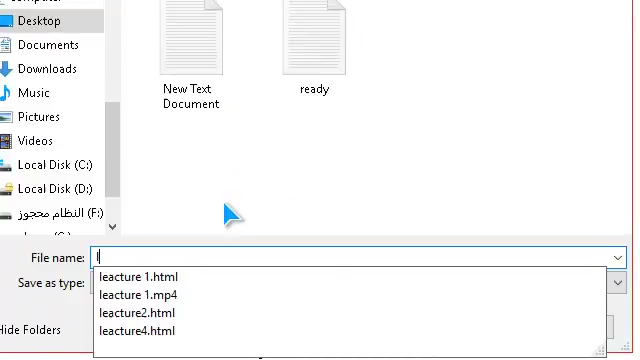 Desktop
Documents
Downloads
Music
Pictures
Videos
Local Disk (C:)
Local Disk (D:)
النظام محجوز (F:)
New Text
Document
ready
File name: l
Save as type:
leacture 1.html
leacture 1.mp4
leacture2.html
leacture4.html
Hide Folders